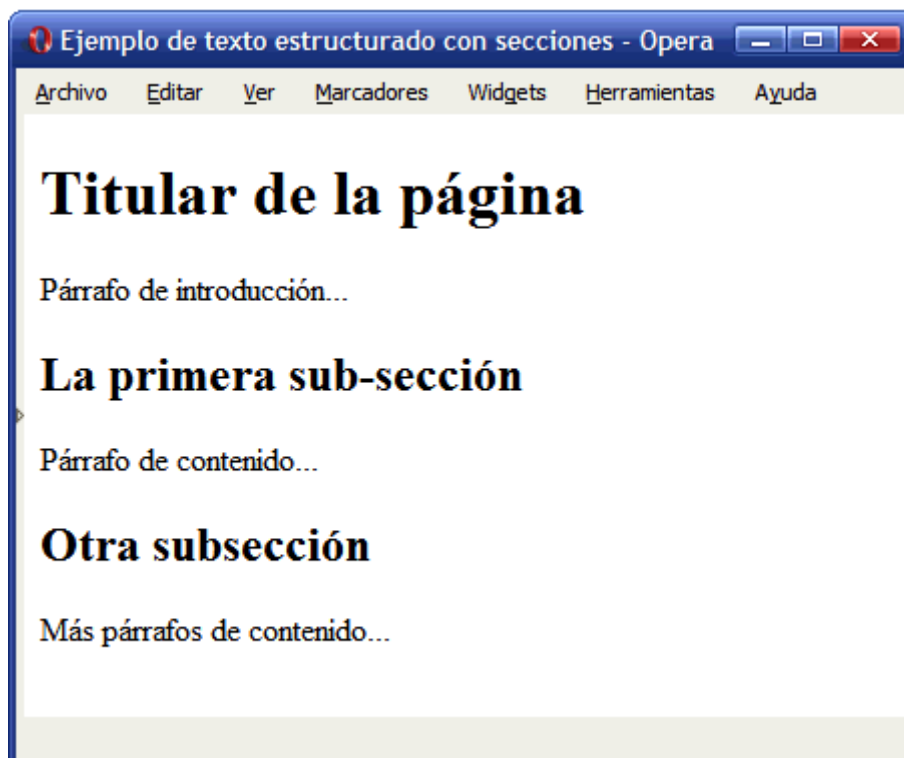 Ejemplo de texto estructurado con secciones - Opera
Archivo Editar Ver Marcadores Widgets Herramientas Ayuda
Titular de la página
Párrafo de introducción...
La primera sub-sección
Párrafo de contenido...
Otra subsección
Más párrafos de contenido...